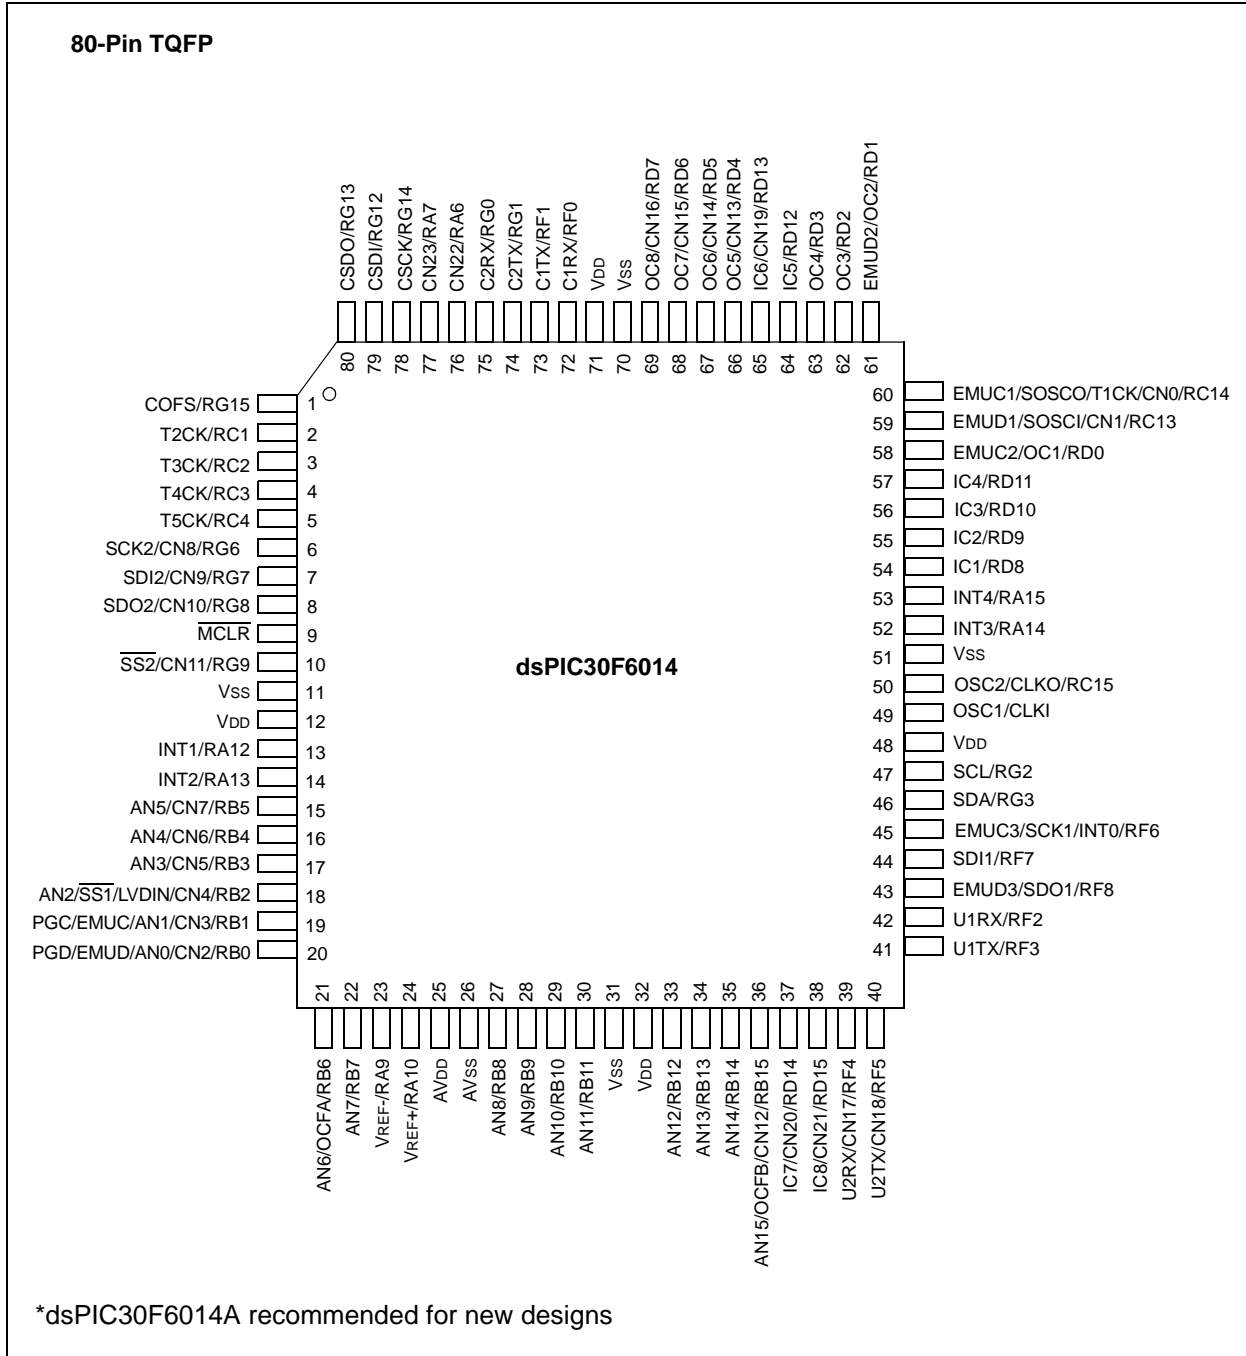 80-Pin TQFP
CSDO/RG13
CSDI/RG12
CSCK/RG14
CN23/RA7
CN22/RA6
C2RX/RG0
C2TX/RG1
C1TX/RF1
C1RX/RF0
VDD
VSS
OC8/CN16/RD7
OC7/CN15/RD6
OC6/CN14/RD5
OC5/CN13/RD4
IC6/CN19/RD13
IC5/RD12
OC4/RD3
OC3/RD2
EMUD2/OC2/RD1
80
79
78
77
76
75
74
73
72
71
70
69
68
67
66
65
64
63
62
61
COFS/RG15 1
T2CK/RC1 2
T3CK/RC2 3
T4CK/RC3 4
T5CK/RC4 5
SCK2/CN8/RG6 6
SDI2/CN9/RG7 7
SDO2/CN10/RG8 8
MCLR 9
SS2/CN11/RG9 10
VSS 11
VDD 12
INT1/RA12 13
INT2/RA13 14
AN5/CN7/RB5 15
AN4/CN6/RB4 16
AN3/CN5/RB3 17
AN2/SS1/LVDIN/CN4/RB2 18
PGC/EMUC/AN1/CN3/RB1 19
PGD/EMUD/AN0/CN2/RB0 20
dsPIC30F6014
60 EMUC1/SOSCO/T1CK/CN0/RC14
59 EMUD1/SOSCI/CN1/RC13
58 EMUC2/OC1/RD0
57 IC4/RD11
56 IC3/RD10
55 IC2/RD9
54 IC1/RD8
53 INT4/RA15
52 INT3/RA14
51 VSS
50 OSC2/CLKO/RC15
49 OSC1/CLKI
48 VDD
47 SCL/RG2
46 SDA/RG3
45 EMUC3/SCK1/INT0/RF6
44 SDI1/RF7
43 EMUD3/SDO1/RF8
42 U1RX/RF2
41 U1TX/RF3
21
22
23
24
25
26
27
28
29
30
31
32
33
34
35
36
37
38
39
40
AN6/OCFA/RB6
AN7/RB7
VREF-/RA9
VREF+/RA10
AVDD
AVSS
AN8/RB8
AN9/RB9
AN10/RB10
AN11/RB11
VSS
VDD
AN12/RB12
AN13/RB13
AN14/RB14
AN15/OCFB/CN12/RB15
IC7/CN20/RD14
IC8/CN21/RD15
U2RX/CN17/RF4
U2TX/CN18/RF5
*dsPIC30F6014A recommended for new designs